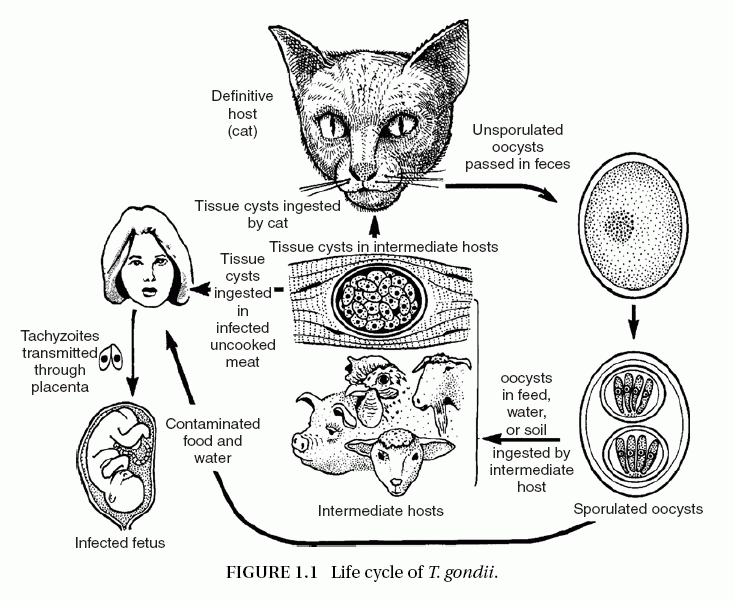 Definitive
host
(cat)
Unsporulated
oocysts
passed in feces
Tissue cysts ingested
by cat
Tissue cysts in intermediate hosts
Tissue
cysts
ingested
in
infected
uncooked
meat
Tachyzoites
transmitted
through
placenta
Contaminated
food and
water
oocysts
in feed,
water,
or soil
ingested by
intermediate
host
Intermediate hosts
Sporulated oocysts
Infected fetus
FIGURE 1.1 Life cycle of T. gondii.